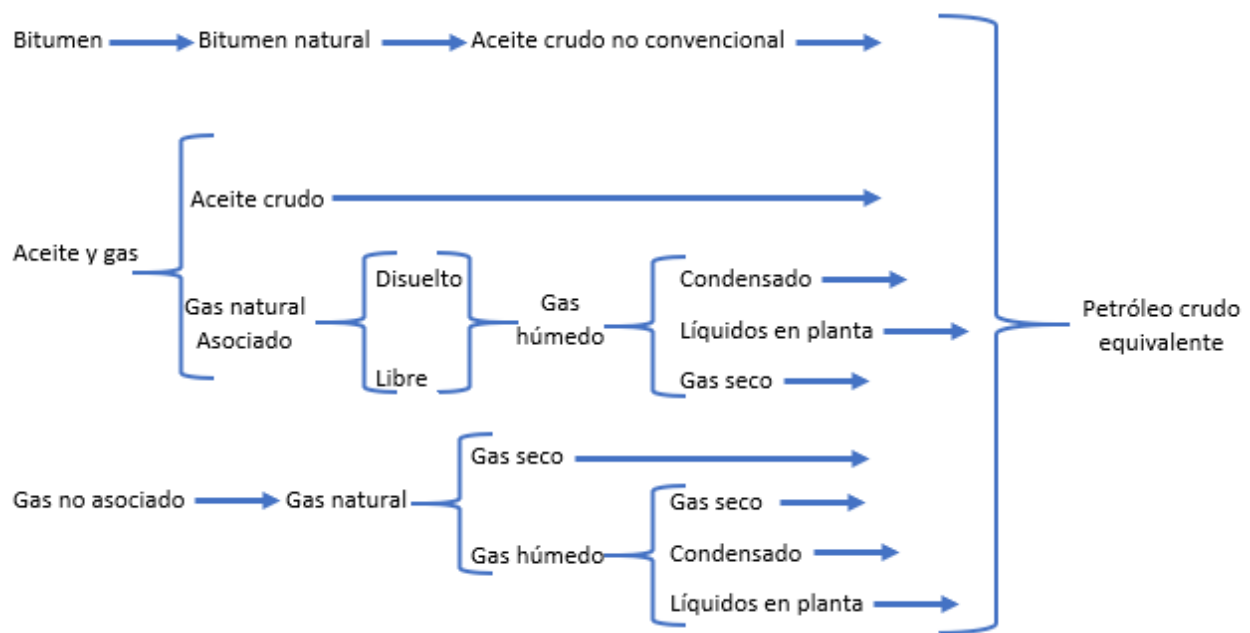 Bitumen Bitumen natural Aceite crudo no convencional
Aceite crudo
Aceite y gas
Gas natural
Asociado
Disuelto
Libre
Gas
húmedo
Condensado
Líquidos en planta
Gas seco
Gas no asociado Gas natural
Gas seco
Gas húmedo
Gas seco
Condensado
Líquidos en planta
Petróleo crudo
equivalente